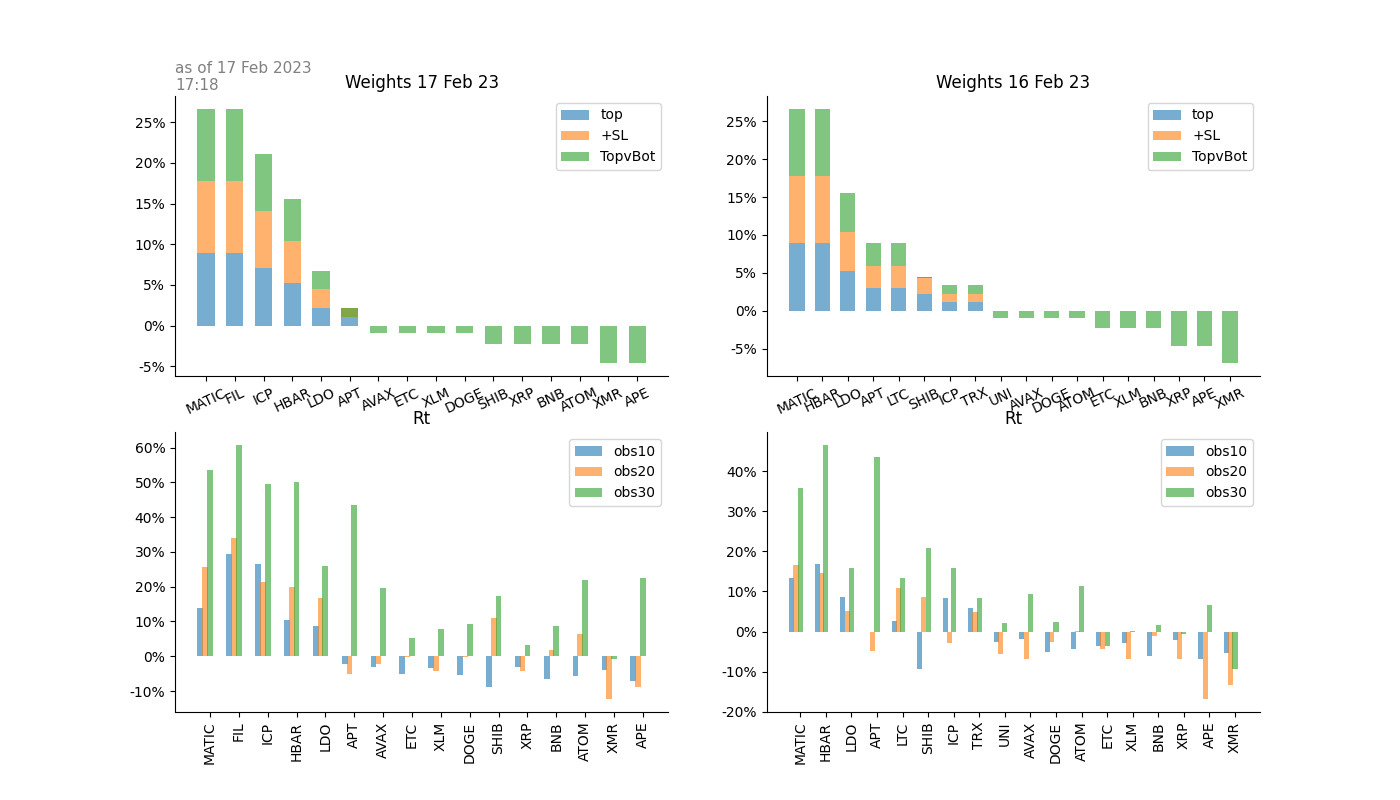 as of 17 Feb 2023
17:18
Weights 17 Feb 23
25%
20%
15%
10%
5%
0%
-5%
top
+SL
TopvBot
MATIC FIL ICP HBAR LDO APT AVAX ETC XLM DOGE SHIB XRP BNB ATOM XMR APE
Weights 16 Feb 23
25%
20%
15%
10%
5%
0%
-5%
top
+SL
TopvBot
MATIC HBAR LDO APT LTC SHIB ICP TRX UNI AVAX DOGE ATOM ETC XLM BNB XRP APE XMR
Rt
60%
50%
40%
30%
20%
10%
0%
-10%
obs10
obs20
obs30
MATIC FIL ICP HBAR LDO APT AVAX ETC XLM DOGE SHIB XRP BNB ATOM XMR APE
Rt
40%
30%
20%
10%
0%
-10%
-20%
obs10
obs20
obs30
MATIC HBAR LDO APT LTC SHIB ICP TRX UNI AVAX DOGE ATOM ETC XLM BNB XRP APE XMR